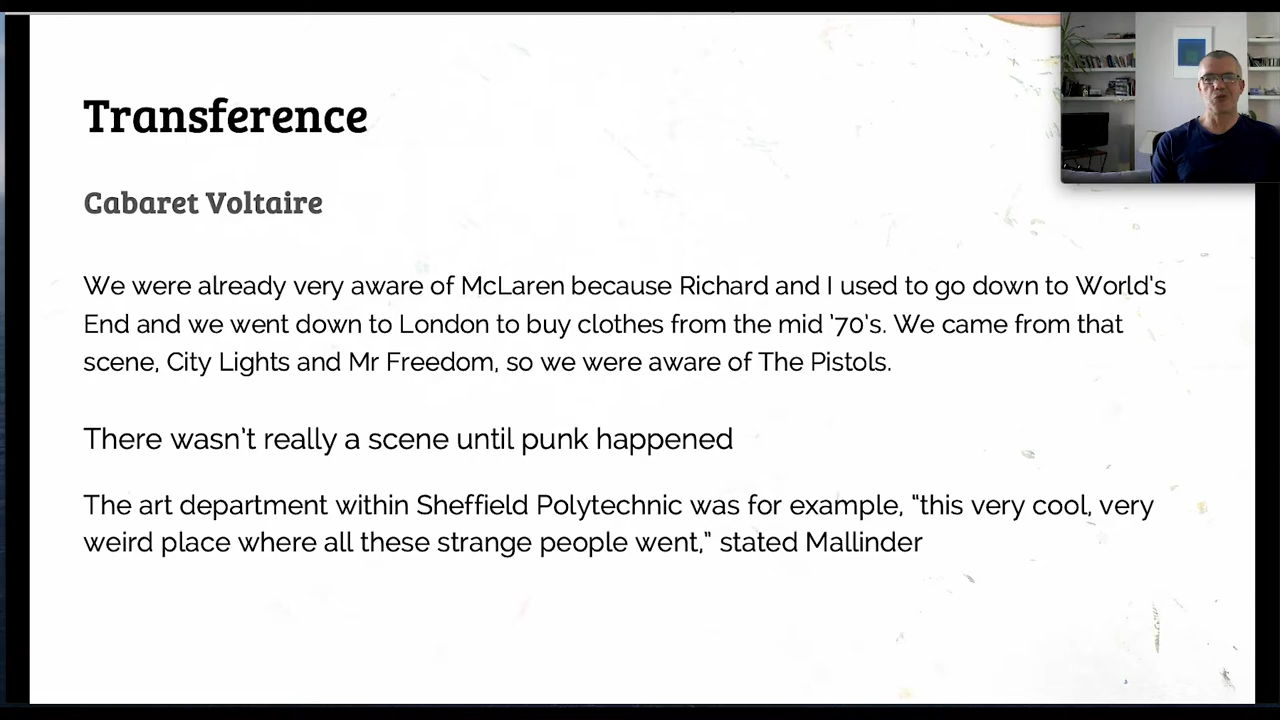 Transference
Cabaret Voltaire
We were already very aware of McLaren because Richard and I used to go down to World's
End and we went down to London to buy clothes from the mid '70's. We came from that
scene, City Lights and Mr Freedom, so we were aware of The Pistols.
There wasn't really a scene until punk happened
The art department within Sheffield Polytechnic was for example, "this very cool, very
weird place where all these strange people went," stated Mallinder